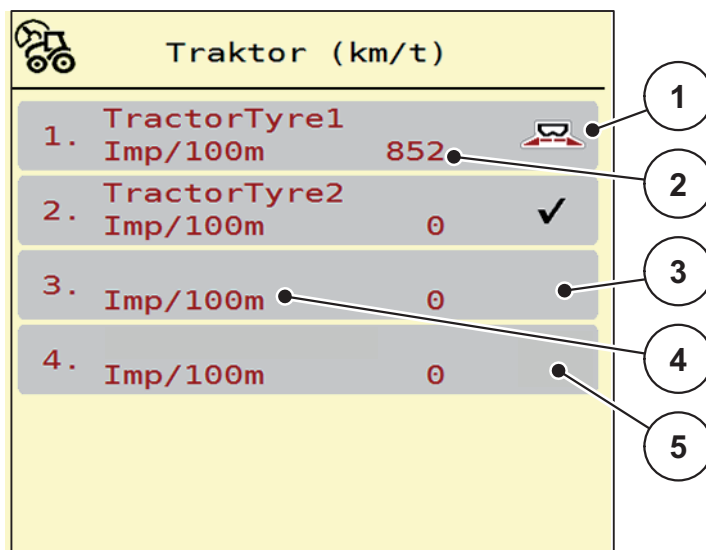 Traktor (km/t)
1. TractorTyre1
Imp/100m 852
2. TractorTyre2
Imp/100m 0
3.
Imp/100m 0
4.
Imp/100m 0
1
2
3
4
5